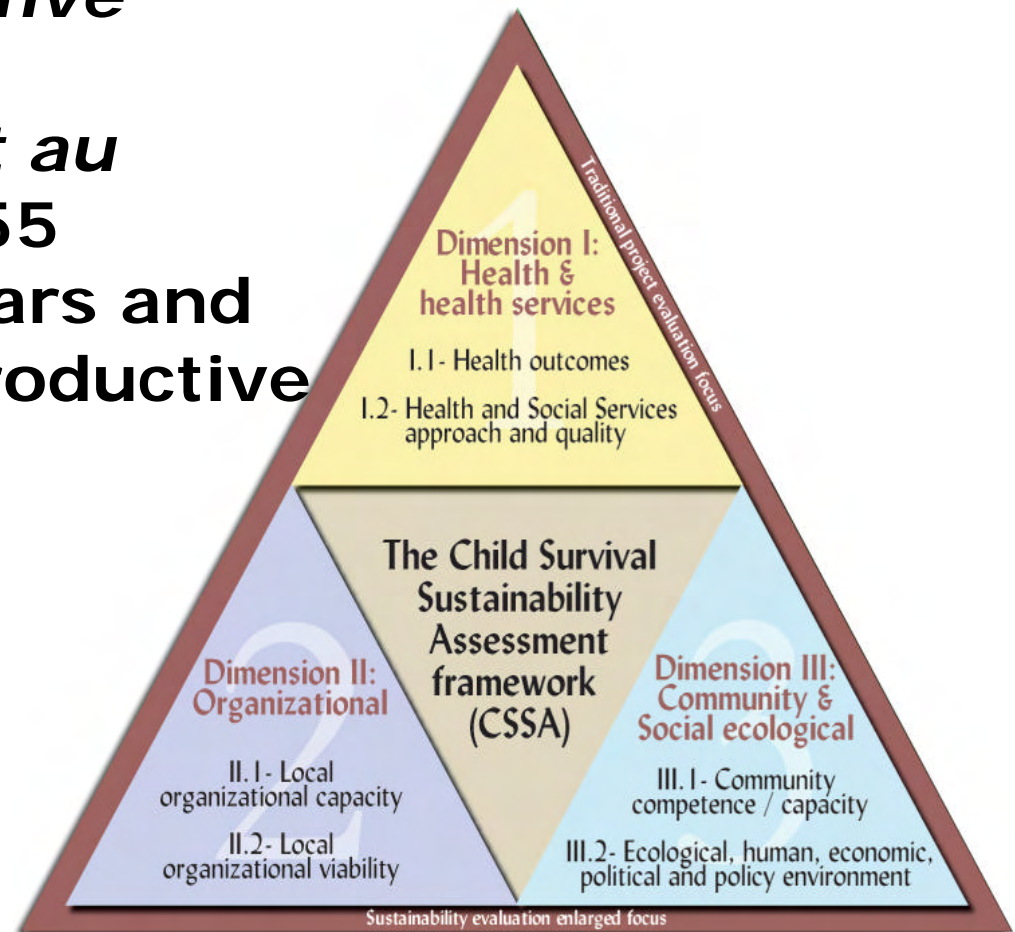 t au
55
ars and
roductive
Traditional project evaluation focus
Dimension I:
Health &
health services
I.1- Health outcomes
I.2- Health and Social Services
approach and quality
The Child Survival
Sustainability
Assessment
framework
(CSSA)
Dimension II:
Organizational
II.1- Local
organizational capacity
II.2- Local
organizational viability
Dimension III:
Community &
Social ecological
III.1- Community
competence / capacity
III.2- Ecological, human, economic,
political and policy environment
Sustainability evaluation enlarged focus
1
2
3